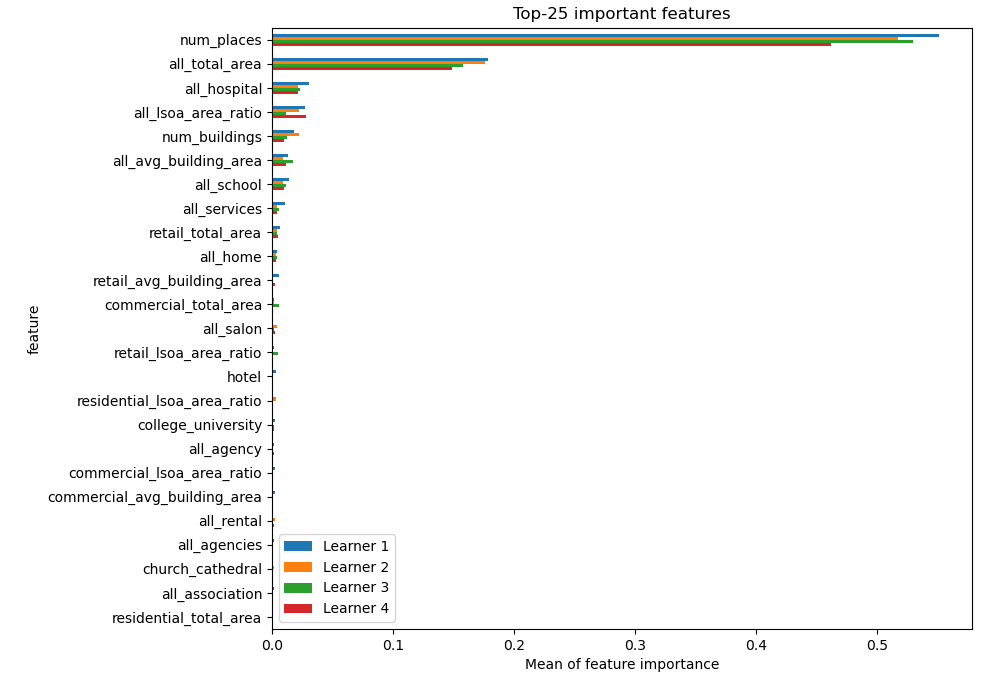 Top-25 important features
num_places
all_total_area
all_hospital
all_lsoa_area_ratio
num_buildings
all_avg_building_area
all_school
all_services
retail_total_area
all_home
retail_avg_building_area
commercial_total_area
all_salon
retail_lsoa_area_ratio
hotel
residential_lsoa_area_ratio
college_university
all_agency
commercial_lsoa_area_ratio
commercial_avg_building_area
all_rental
all_agencies
church_cathedral
all_association
residential_total_area
feature
Learner 1
Learner 2
Learner 3
Learner 4
0.0 0.1 0.2 0.3 0.4 0.5
Mean of feature importance